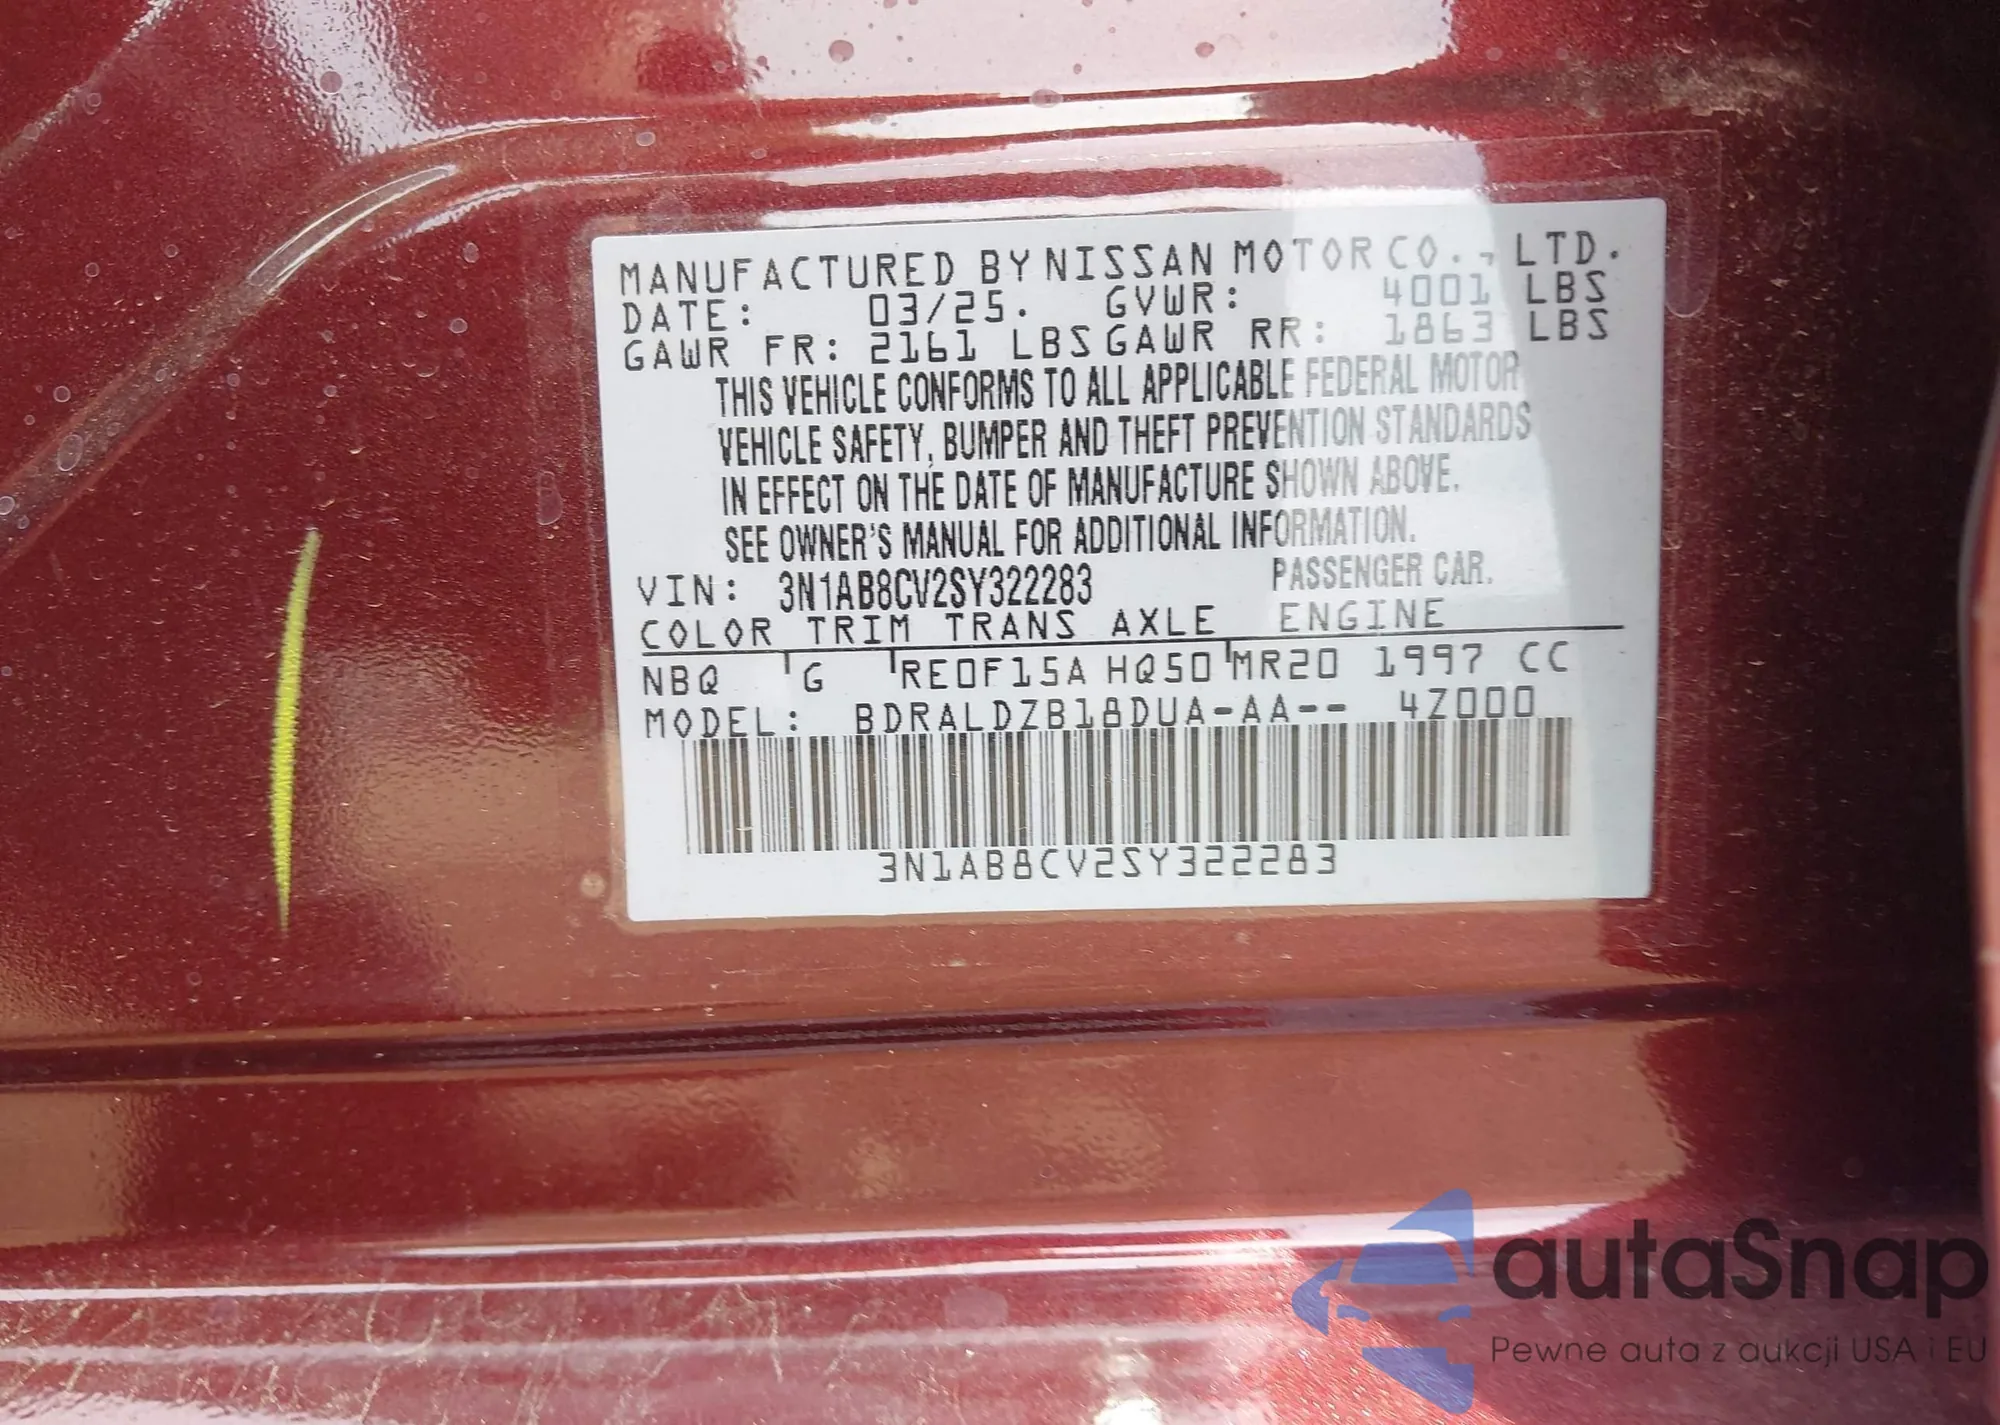 MANUFACTURED BY NISSAN MOTOR CO., LTD.
DATE: 03/25. GVWR: 4001 LBS
GAWR FR: 2161 LBS GAWR RR: 1863 LBS
THIS VEHICLE CONFORMS TO ALL APPLICABLE FEDERAL MOTOR
VEHICLE SAFETY, BUMPER AND THEFT PREVENTION STANDARDS
IN EFFECT ON THE DATE OF MANUFACTURE SHOWN ABOVE.
SEE OWNER'S MANUAL FOR ADDITIONAL INFORMATION.
VIN: 3N1AB8CV2SY322283 PASSENGER CAR.
COLOR TRIM TRANS AXLE ENGINE
NBQ G RE0F15A HQ50 MR20 1997 CC
MODEL: BDRALDZB18DUA-AA-- 4Z000
3N1AB8CV2SY322283
autaSnap
Pewne auta z aukcji USA i EU